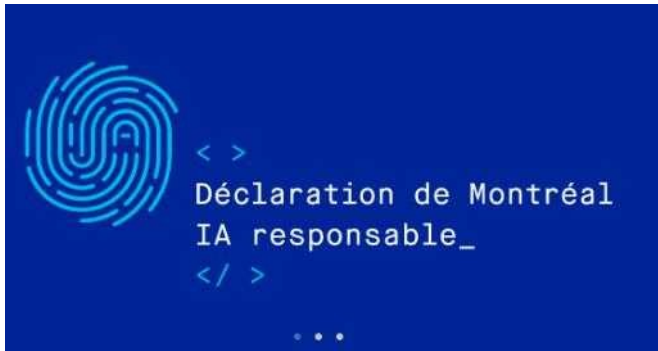 < >
Déclaration de Montréal
IA responsable_
</ >